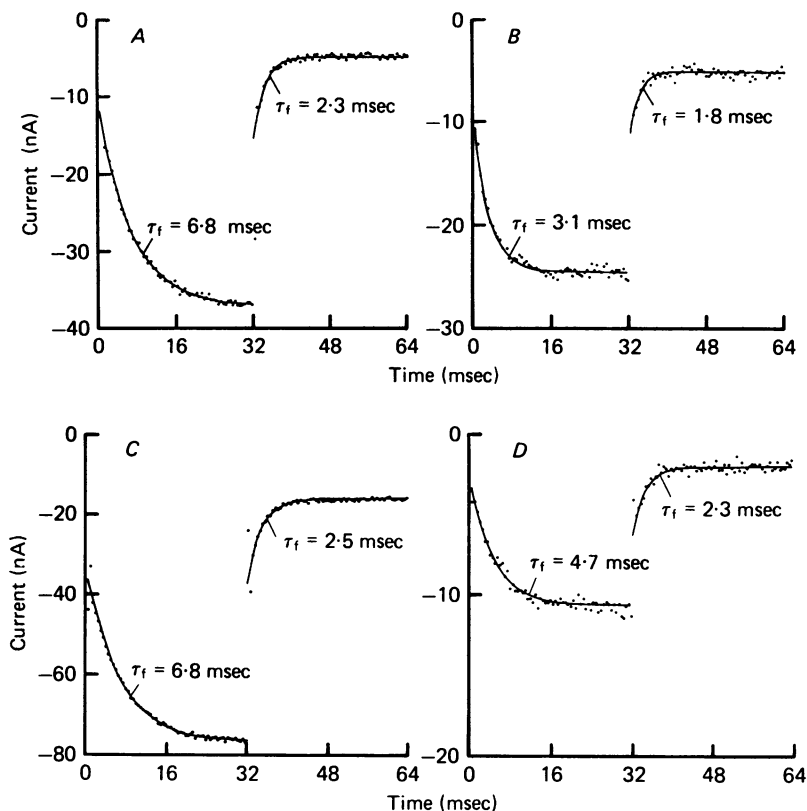 A
B
0
−10
−20
−30
−40
Current (nA)
τf = 2·3 msec
τf = 6·8 msec
0 16 32 48 64
0
−10
−20
−30
τf = 1·8 msec
τf = 3·1 msec
0 16 32 48 64
Time (msec)
C
D
0
−20
−40
−60
−80
Current (nA)
τf = 2·5 msec
τf = 6·8 msec
0 16 32 48 64
Time (msec)
0
−10
−20
τf = 2·3 msec
τf = 4·7 msec
0 16 32 48 64